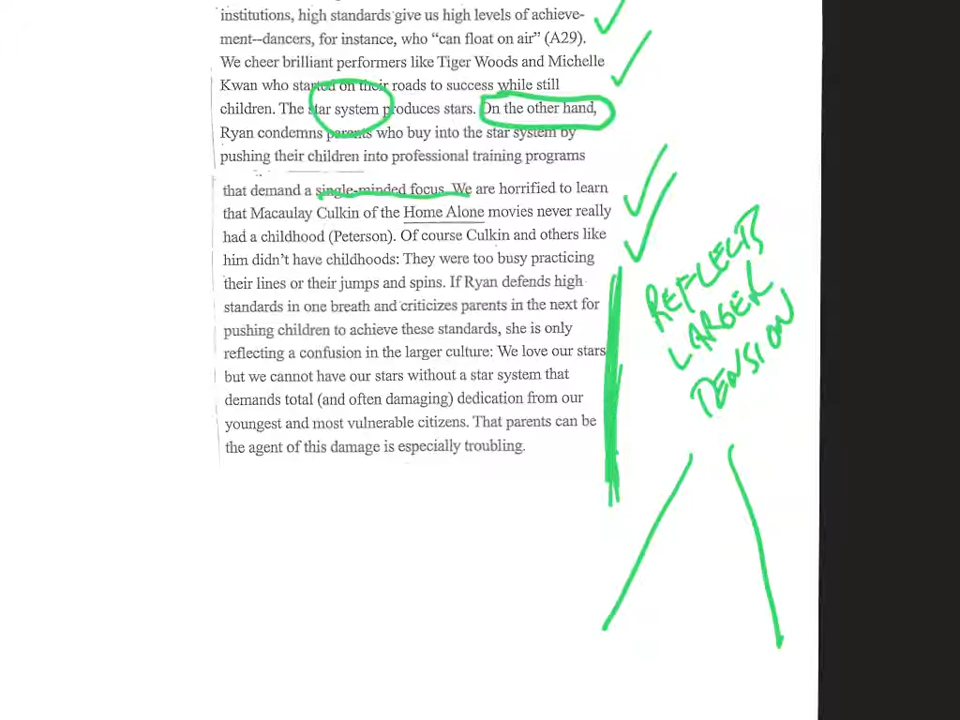 institutions, high standards give us high levels of achieve-
ment--dancers, for instance, who “can float on air” (A29).
We cheer brilliant performers like Tiger Woods and Michelle
Kwan who started on their roads to success while still
children. The star system produces stars. On the other hand,
Ryan condemns parents who buy into the star system by
pushing their children into professional training programs
that demand a single-minded focus. We are horrified to learn
that Macaulay Culkin of the Home Alone movies never really
had a childhood (Peterson). Of course Culkin and others like
him didn’t have childhoods: They were too busy practicing
their lines or their jumps and spins. If Ryan defends high
standards in one breath and criticizes parents in the next for
pushing children to achieve these standards, she is only
reflecting a confusion in the larger culture: We love our stars
but we cannot have our stars without a star system that
demands total (and often damaging) dedication from our
youngest and most vulnerable citizens. That parents can be
the agent of this damage is especially troubling.
REFLECTS
LARGER
TENSION